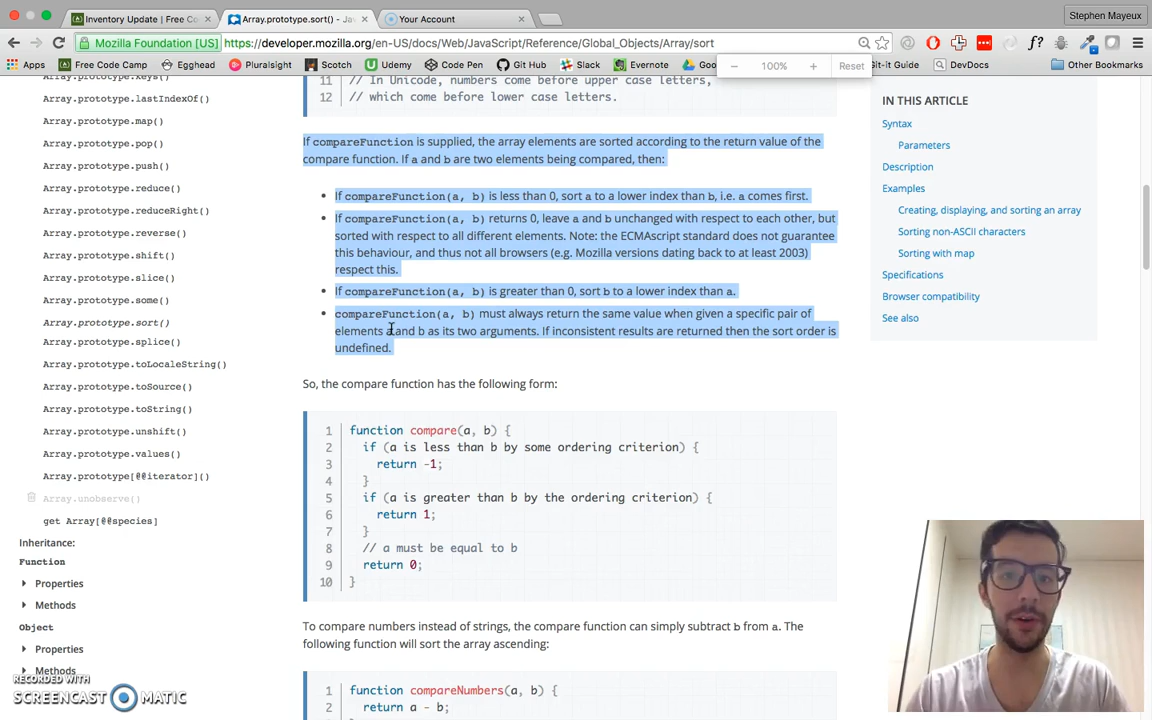 Stephen Mayeux
Inventory Update | Free Co
Array.prototype.sort() - Ja
Your Account
Mozilla Foundation [US]
https://developer.mozilla.org/en-US/docs/Web/JavaScript/Reference/Global_Objects/Array/sort
Apps
Free Code Camp
Egghead
Pluralsight
Scotch
Udemy
Code Pen
Git Hub
Slack
Evernote
Goo
100%
Reset
it-Guide
DevDocs
Other Bookmarks
Array.prototype.keys()
Array.prototype.lastIndexOf()
Array.prototype.map()
Array.prototype.pop()
Array.prototype.push()
Array.prototype.reduce()
Array.prototype.reduceRight()
Array.prototype.reverse()
Array.prototype.shift()
Array.prototype.slice()
Array.prototype.some()
Array.prototype.sort()
Array.prototype.splice()
Array.prototype.toLocaleString()
Array.prototype.toSource()
Array.prototype.toString()
Array.prototype.unshift()
Array.prototype.values()
Array.prototype[@@iterator]()
Array.unobserve()
get Array[@@species]
Inheritance:
Function
Properties
Methods
Object
Properties
Methods
RECORDED WITH
SCREENCAST MATIC
11 // In Unicode, numbers come before upper case letters,
12 // which come before lower case letters.
If compareFunction is supplied, the array elements are sorted according to the return value of the
compare function. If a and b are two elements being compared, then:
• If compareFunction(a, b) is less than 0, sort a to a lower index than b, i.e. a comes first.
• If compareFunction(a, b) returns 0, leave a and b unchanged with respect to each other, but
sorted with respect to all different elements. Note: the ECMAscript standard does not guarantee
this behaviour, and thus not all browsers (e.g. Mozilla versions dating back to at least 2003)
respect this.
• If compareFunction(a, b) is greater than 0, sort b to a lower index than a.
• compareFunction(a, b) must always return the same value when given a specific pair of
elements a and b as its two arguments. If inconsistent results are returned then the sort order is
undefined.
So, the compare function has the following form:
1 function compare(a, b) {
2 if (a is less than b by some ordering criterion) {
3 return -1;
4 }
5 if (a is greater than b by the ordering criterion) {
6 return 1;
7 }
8 // a must be equal to b
9 return 0;
10 }
To compare numbers instead of strings, the compare function can simply subtract b from a. The
following function will sort the array ascending:
1 function compareNumbers(a, b) {
2 return a - b;
IN THIS ARTICLE
Syntax
Parameters
Description
Examples
Creating, displaying, and sorting an array
Sorting non-ASCII characters
Sorting with map
Specifications
Browser compatibility
See also